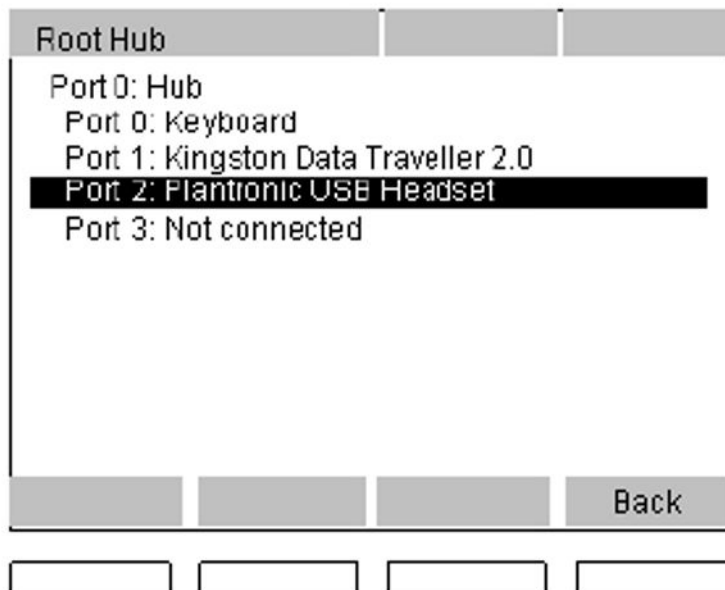 Root Hub
Port 0: Hub
Port 0: Keyboard
Port 1: Kingston Data Traveller 2.0
Port 2: Plantronic USB Headset
Port 3: Not connected
Back